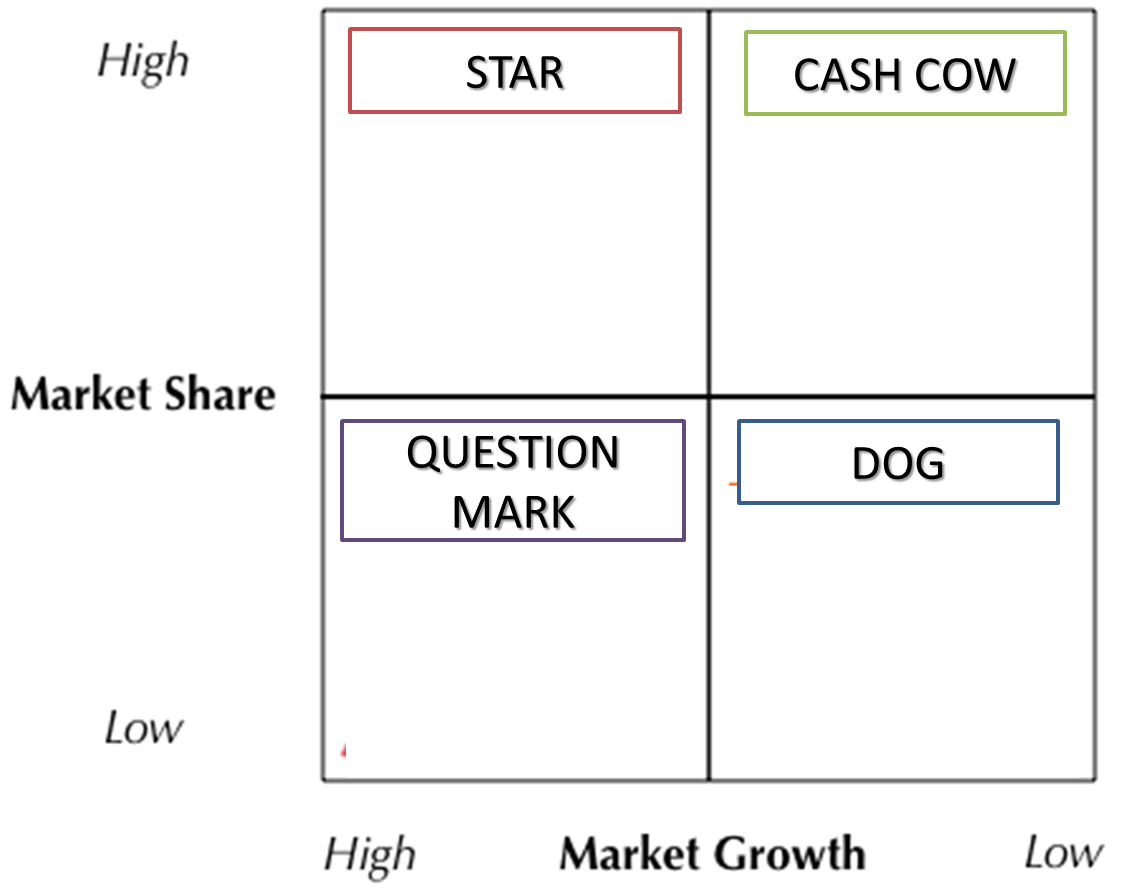 High
STAR
CASH COW
Market Share
QUESTION
MARK
DOG
Low
High Market Growth Low